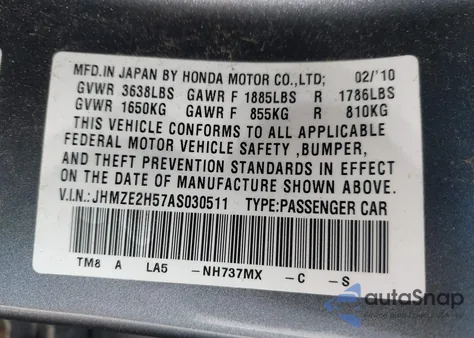 MFD.IN JAPAN BY HONDA MOTOR CO.,LTD; 02/'10
GVWR 3638LBS GAWR F 1885LBS R 1786LBS
GVWR 1650KG GAWR F 855KG R 810KG
THIS VEHICLE CONFORMS TO ALL APPLICABLE
FEDERAL MOTOR VEHICLE SAFETY ,BUMPER,
AND THEFT PREVENTION STANDARDS IN EFFECT
ON THE DATE OF MANUFACTURE SHOWN ABOVE.
V.I.N.: JHMZE2H57AS030511 TYPE:PASSENGER CAR
TM8 A LA5 -NH737MX -C -S
autoSnap